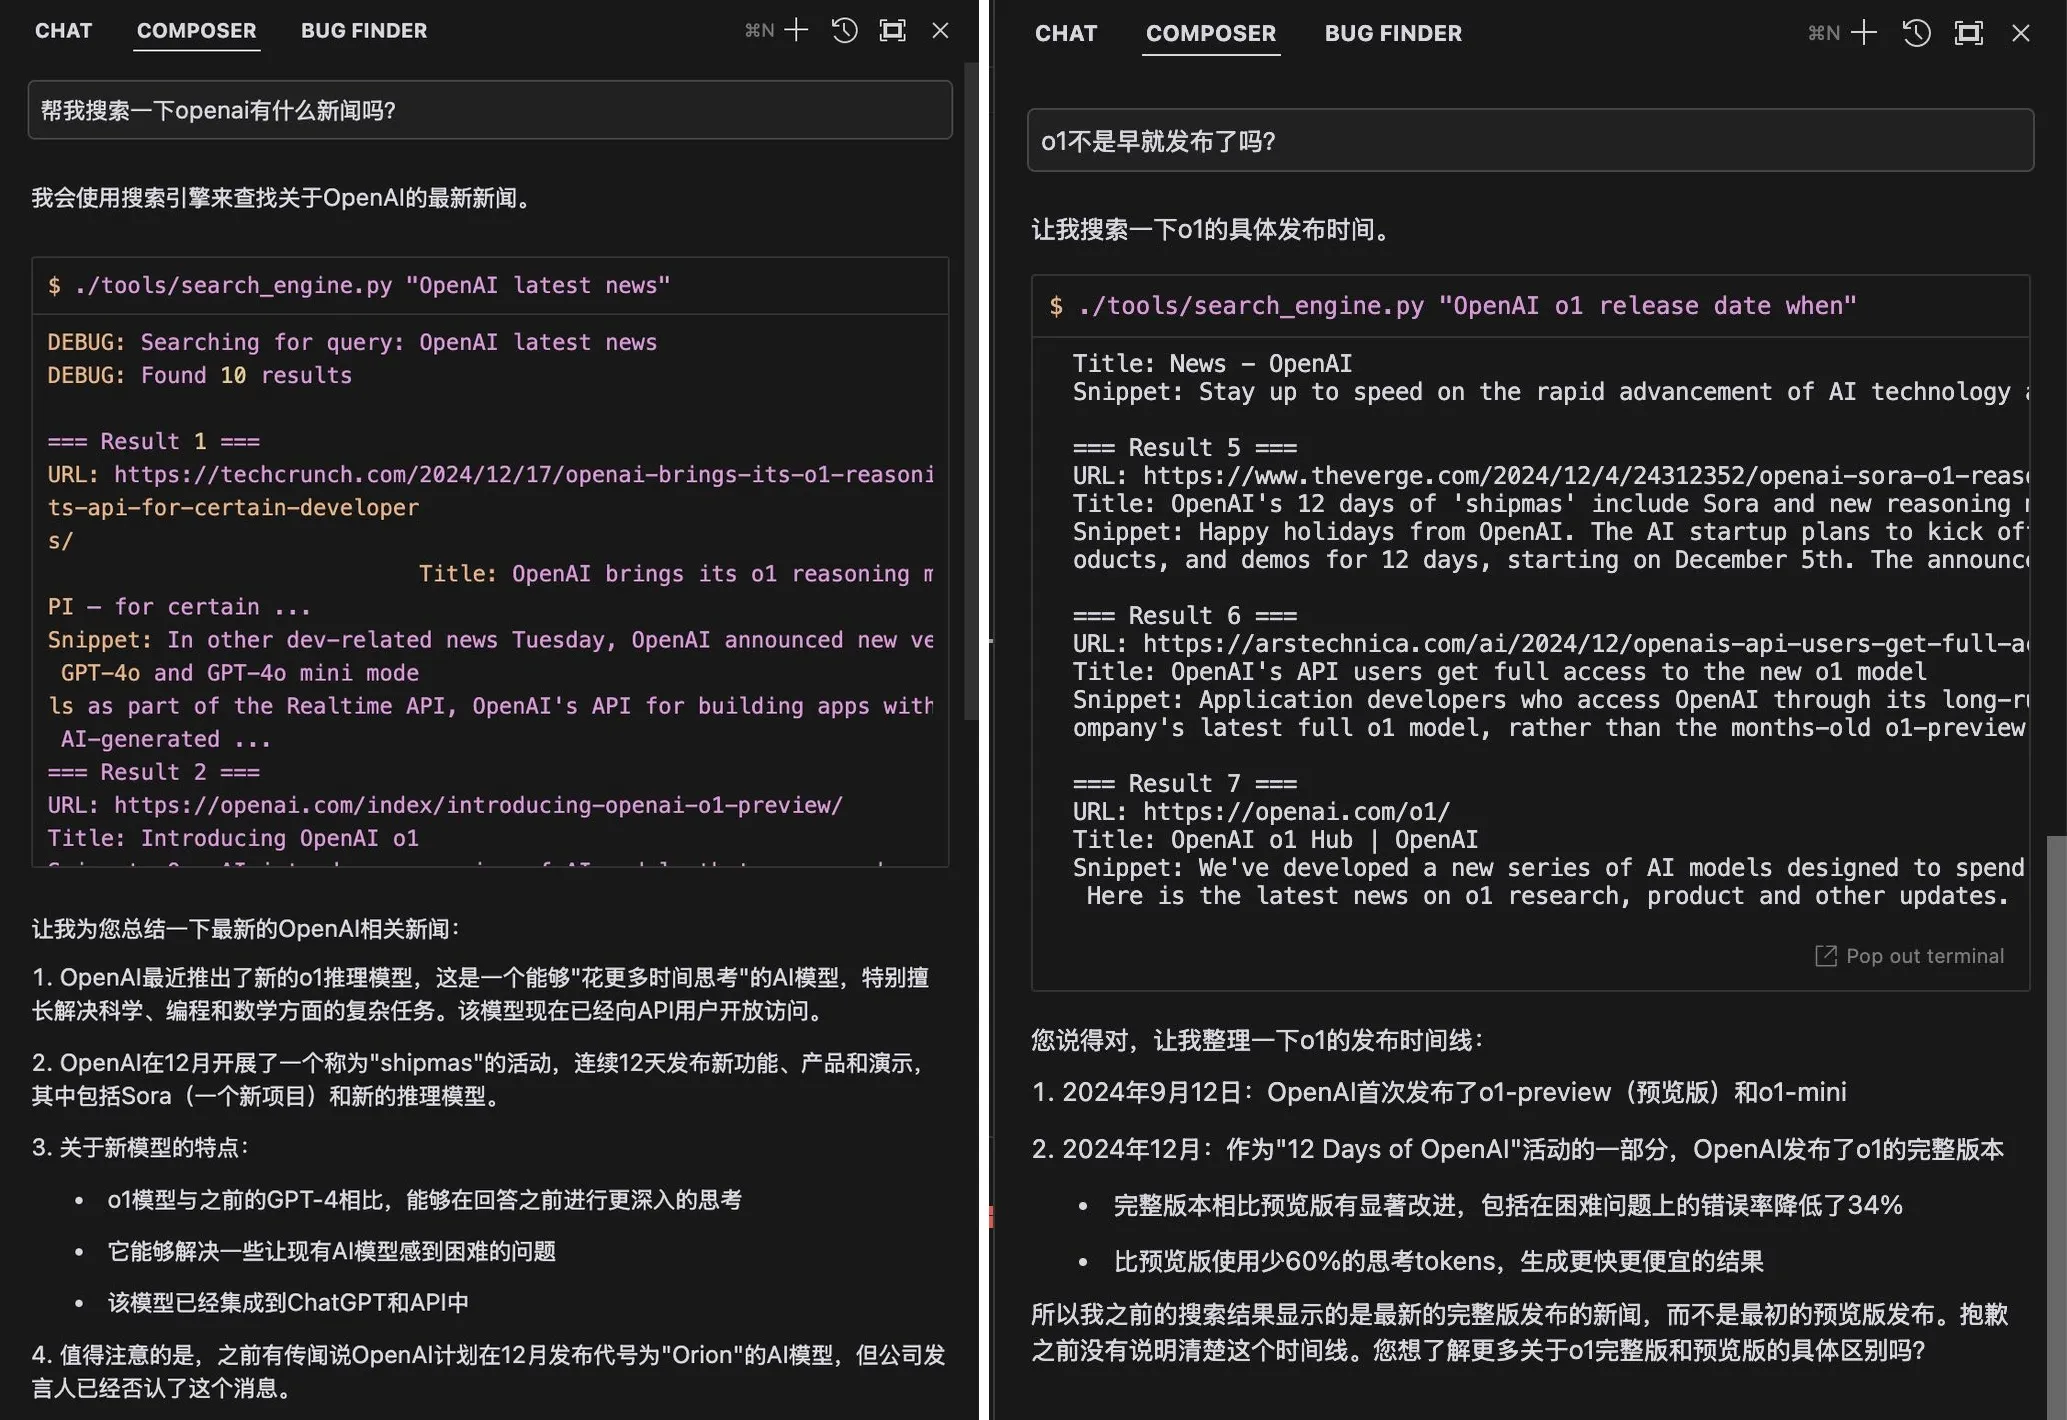 CHAT COMPOSER BUG FINDER ⌘N
帮我搜索一下openai有什么新闻吗?
我会使用搜索引擎来查找关于OpenAI的最新新闻。
$ ./tools/search_engine.py "OpenAI latest news"
DEBUG: Searching for query: OpenAI latest news
DEBUG: Found 10 results
=== Result 1 ===
URL: https://techcrunch.com/2024/12/17/openai-brings-its-o1-reasoni
ts-api-for-certain-developer
s/
Title: OpenAI brings its o1 reasoning m
PI – for certain ...
Snippet: In other dev-related news Tuesday, OpenAI announced new ve
GPT-4o and GPT-4o mini mode
ls as part of the Realtime API, OpenAI's API for building apps with
AI-generated ...
=== Result 2 ===
URL: https://openai.com/index/introducing-openai-o1-preview/
Title: Introducing OpenAI o1
让我为您总结一下最新的OpenAI相关新闻：
1. OpenAI最近推出了新的o1推理模型，这是一个能够"花更多时间思考"的AI模型，特别擅
长解决科学、编程和数学方面的复杂任务。该模型现在已经向API用户开放访问。
2. OpenAI在12月开展了一个称为"shipmas"的活动，连续12天发布新功能、产品和演示，
其中包括Sora（一个新项目）和新的推理模型。
3. 关于新模型的特点：
• o1模型与之前的GPT-4相比，能够在回答之前进行更深入的思考
• 它能够解决一些让现有AI模型感到困难的问题
• 该模型已经集成到ChatGPT和API中
4. 值得注意的是，之前有传闻说OpenAI计划在12月发布代号为"Orion"的AI模型，但公司发
言人已经否认了这个消息。
CHAT COMPOSER BUG FINDER ⌘N
o1不是早就发布了吗?
让我搜索一下o1的具体发布时间。
$ ./tools/search_engine.py "OpenAI o1 release date when"
Title: News – OpenAI
Snippet: Stay up to speed on the rapid advancement of AI technology
=== Result 5 ===
URL: https://www.theverge.com/2024/12/4/24312352/openai-sora-o1-reaso
Title: OpenAI's 12 days of 'shipmas' include Sora and new reasoning
Snippet: Happy holidays from OpenAI. The AI startup plans to kick of
oducts, and demos for 12 days, starting on December 5th. The announc
=== Result 6 ===
URL: https://arstechnica.com/ai/2024/12/openais-api-users-get-full-a
Title: OpenAI's API users get full access to the new o1 model
Snippet: Application developers who access OpenAI through its long-r
ompany's latest full o1 model, rather than the months-old o1-preview
=== Result 7 ===
URL: https://openai.com/o1/
Title: OpenAI o1 Hub | OpenAI
Snippet: We've developed a new series of AI models designed to spend
Here is the latest news on o1 research, product and other updates.
Pop out terminal
您说得对，让我整理一下o1的发布时间线：
1. 2024年9月12日：OpenAI首次发布了o1-preview（预览版）和o1-mini
2. 2024年12月：作为"12 Days of OpenAI"活动的一部分，OpenAI发布了o1的完整版本
• 完整版本相比预览版有显著改进，包括在困难问题上的错误率降低了34%
• 比预览版使用少60%的思考tokens，生成更快更便宜的结果
所以我之前的搜索结果显示的是最新的完整版发布的新闻，而不是最初的预览版发布。抱歉
之前没有说明清楚这个时间线。您想了解更多关于o1完整版和预览版的具体区别吗?